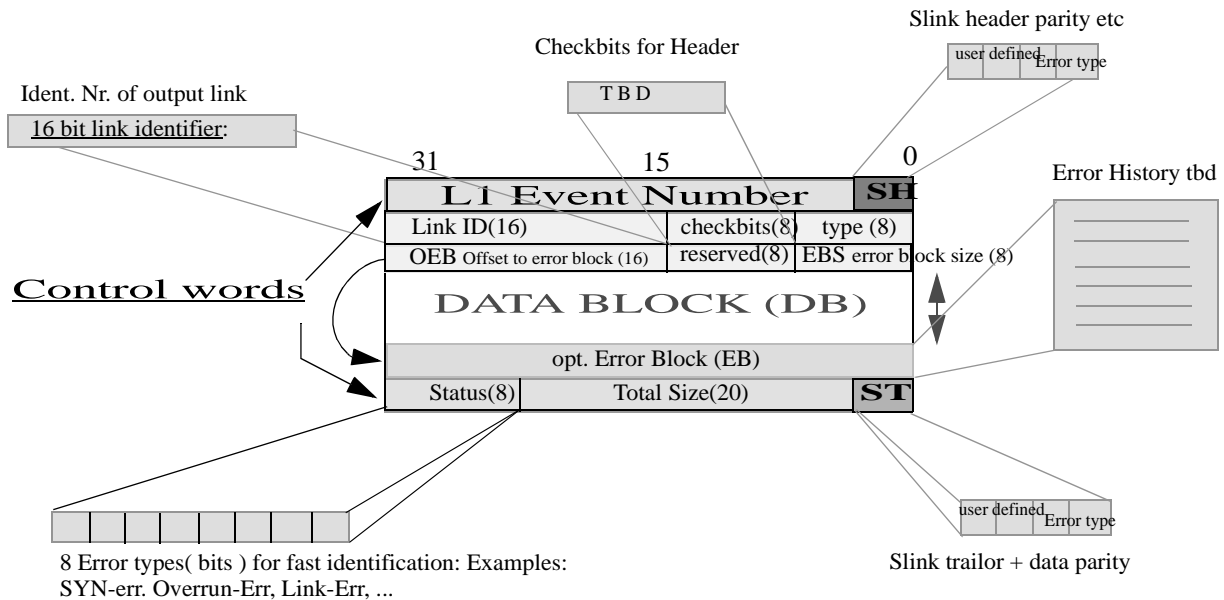 Slink header parity etc
user defined
Error type
Checkbits for Header
T B D
Ident. Nr. of output link
16 bit link identifier:
31 15 0
Error History tbd
L1 Event Number SH
Link ID(16) checkbits(8) type (8)
OEB Offset to error block (16) reserved(8) EBS error block size (8)
Control words
DATA BLOCK (DB)
opt. Error Block (EB)
Status(8) Total Size(20) ST
user defined
Error type
8 Error types( bits ) for fast identification: Examples:
SYN-err. Overrun-Err, Link-Err, ...
Slink trailor + data parity